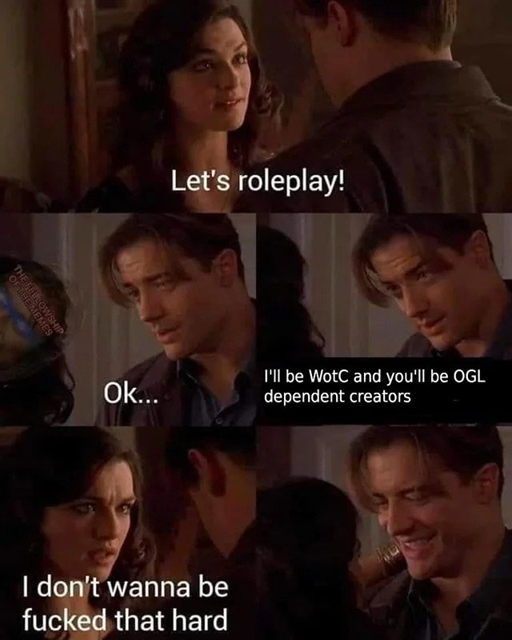 Let's roleplay!
Ok...
I'll be WotC and you'll be OGL
dependent creators
I don't wanna be
fucked that hard